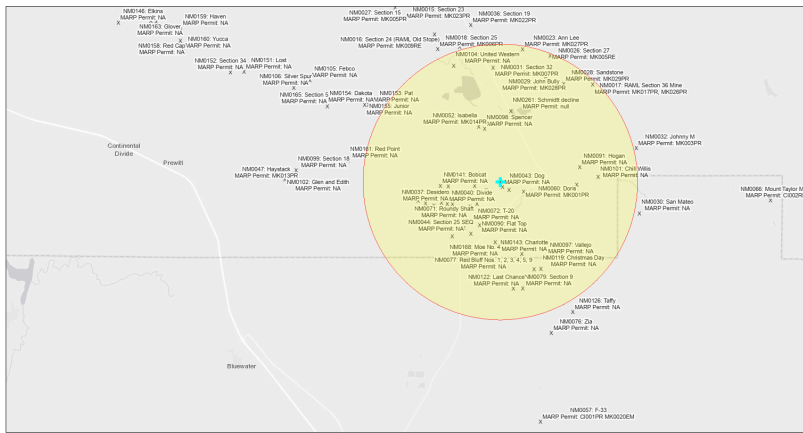 NM0146: Elkins
MARP Permit: NA
NM0159: Haven
MARP Permit: NA
NM0163: Glover,
MARP Permit: NA
NM0160: Yucca
MARP Permit: NA
NM0158: Red Cap
NM0027: Section 15
MARP Permit: MK005PR
NM0015: Section 23
MARP Permit: MK023PR
NM0036: Section 19
MARP Permit: MK022PR
NM0016: Section 24 (RAML Old Stope)
MARP Permit: MK009RE
NM0018: Section 25
MARP Permit: MK006PR
NM0023: Ann Lee
MARP Permit: MK027PR
NM0026: Section 27
MARP Permit: MK005RE
NM0152: Section 34
MARP Permit: NA
NM0151: Lost
MARP Permit: NA
NM0105: Febco
MARP Permit: NA
NM0106: Silver Spur
MARP Permit: NA
NM0104: United Western
MARP Permit: NA
NM0031: Section 32
MARP Permit: MK007PR
NM0029: John Bully
MARP Permit: MK028PR
NM0028: Sandstone
MARP Permit: MK029PR
NM0017: RAML Section 36 Mine
MARP Permit: MK017PR, MK026PR
NM0165: Section 5
MARP Permit: NA
NM0154: Dakota
MARP Permit: NA
NM0153: Pat
MARP Permit: NA
NM0155: Junior
MARP Permit: NA
NM0261: Schmidtt decline
MARP Permit: null
NM0052: Isabella
MARP Permit: MK014PR
NM0098: Spencer
MARP Permit: NA
NM0032: Johnny M
MARP Permit: MK003PR
Continental
Divide
Prewitt
NM0161: Red Point
MARP Permit: NA
NM0099: Section 18
MARP Permit: NA
NM0047: Haystack
MARP Permit: MK013PR
NM0102: Glen and Edith
MARP Permit: NA
NM0091: Hogan
MARP Permit: NA
NM0101: Chill Willis
MARP Permit: NA
NM0141: Bobcat
MARP Permit: NA
NM0043: Dog
MARP Permit: NA
NM0060: Doris
MARP Permit: MK001PR
NM0037: Desidero
MARP Permit: NA
NM0040: Divide
MARP Permit: NA
NM0066: Mount Taylor M
MARP Permit: CI002R
NM0030: San Mateo
MARP Permit: NA
NM0071: Roundy Shaft
NM0072: T-20
MARP Permit: NA
NM0044: Section 25 SEQ
MARP Permit: NA
NM0090: Flat Top
MARP Permit: NA
NM0143: Charlotte
MARP Permit: NA
NM0168: Moe No. 4
MARP Permit: NA
NM0097: Vallejo
MARP Permit: NA
NM0077: Red Bluff Nos. 1, 2, 3, 4, 5, 9
MARP Permit: NA
NM0119: Christmas Day
MARP Permit: NA
NM0122: Last Chance
MARP Permit: NA
NM0079: Section 9
MARP Permit: NA
NM0126: Taffy
MARP Permit: NA
NM0076: Zia
MARP Permit: NA
Bluewater
NM0057: F-33
MARP Permit: CI001PR MK0020EM